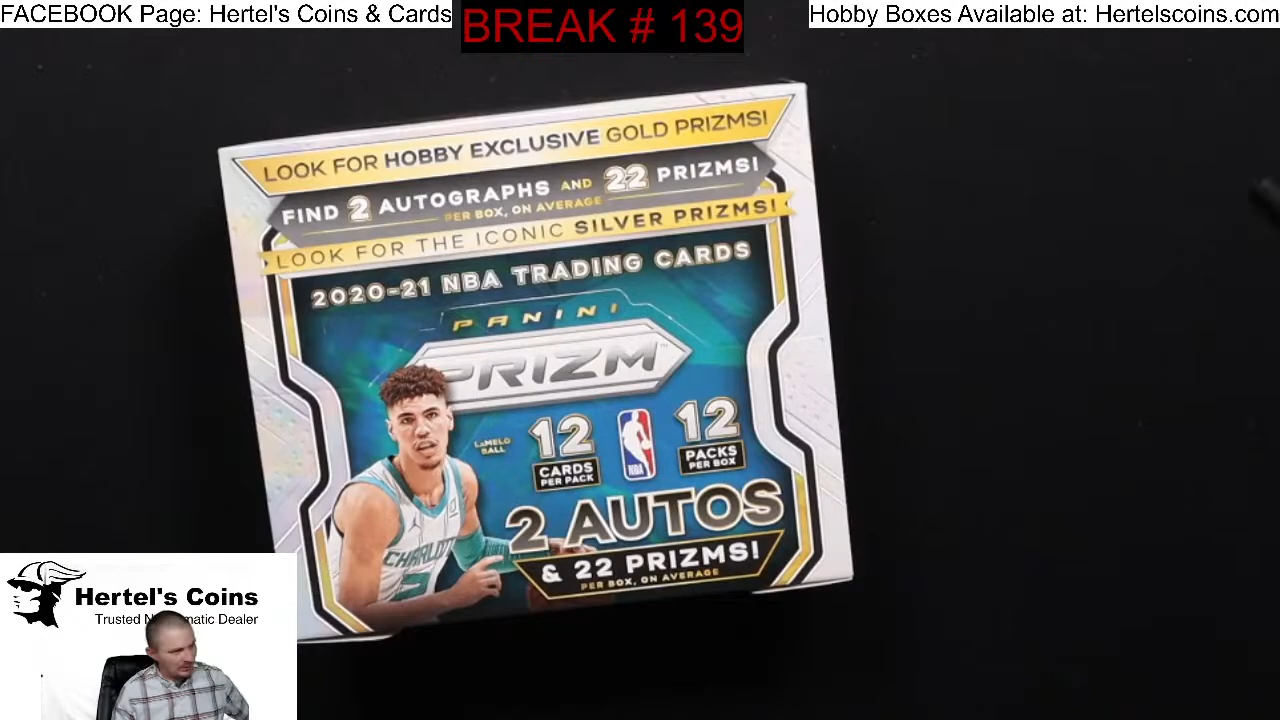 FACEBOOK Page: Hertel's Coins & Cards
BREAK # 139
Hobby Boxes Available at: Hertelscoins.com
LOOK FOR HOBBY EXCLUSIVE GOLD PRIZMS!
FIND 2 AUTOGRAPHS AND 22 PRIZMS!
PER BOX, ON AVERAGE
LOOK FOR THE ICONIC SILVER PRIZMS!
2020-21 NBA TRADING CARDS
PANINI
PRIZM
LaMELO
BALL
12
CARDS
PER PACK
NBA
12
PACKS
PER BOX
2 AUTOS
& 22 PRIZMS!
PER BOX, ON AVERAGE
Hertel's Coins
Trusted
Dealer